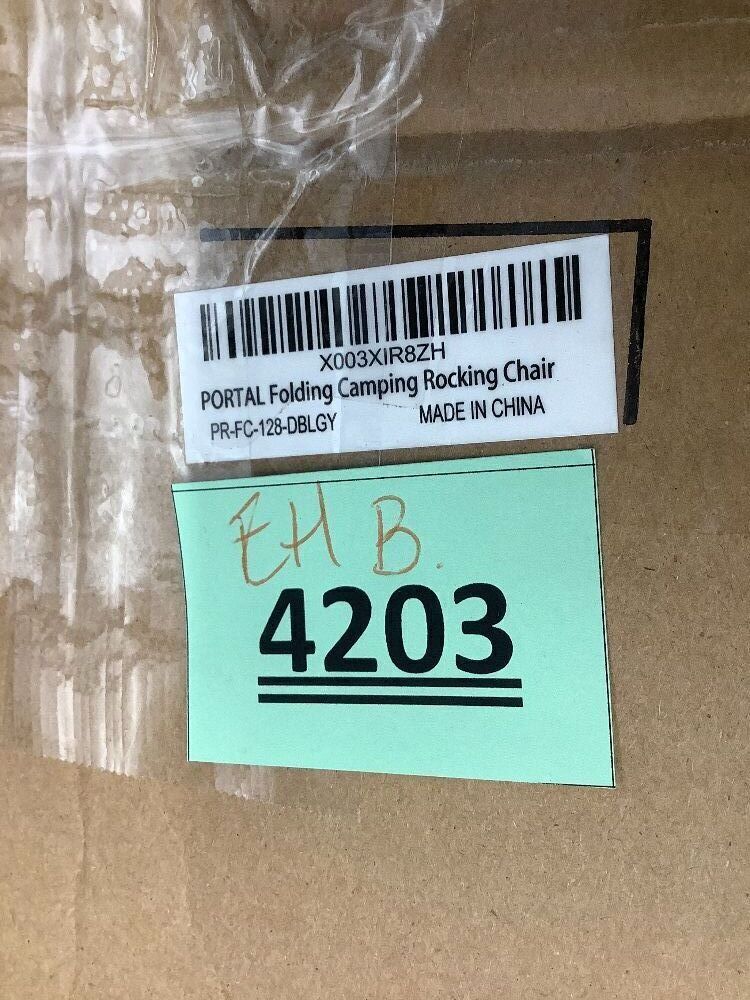 X003XIR8ZH
PORTAL Folding Camping Rocking Chair
PR-FC-128-DBLGY MADE IN CHINA
EH B.
4203